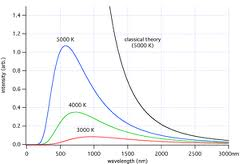 1.4
1.2
1.0
0.8
0.6
0.4
0.2
0.0
intensity (arb.)
5000 K
classical theory
(5000 K)
4000 K
3000 K
0
500
1000
1500
2000
2500
3000nm
wavelength (nm)